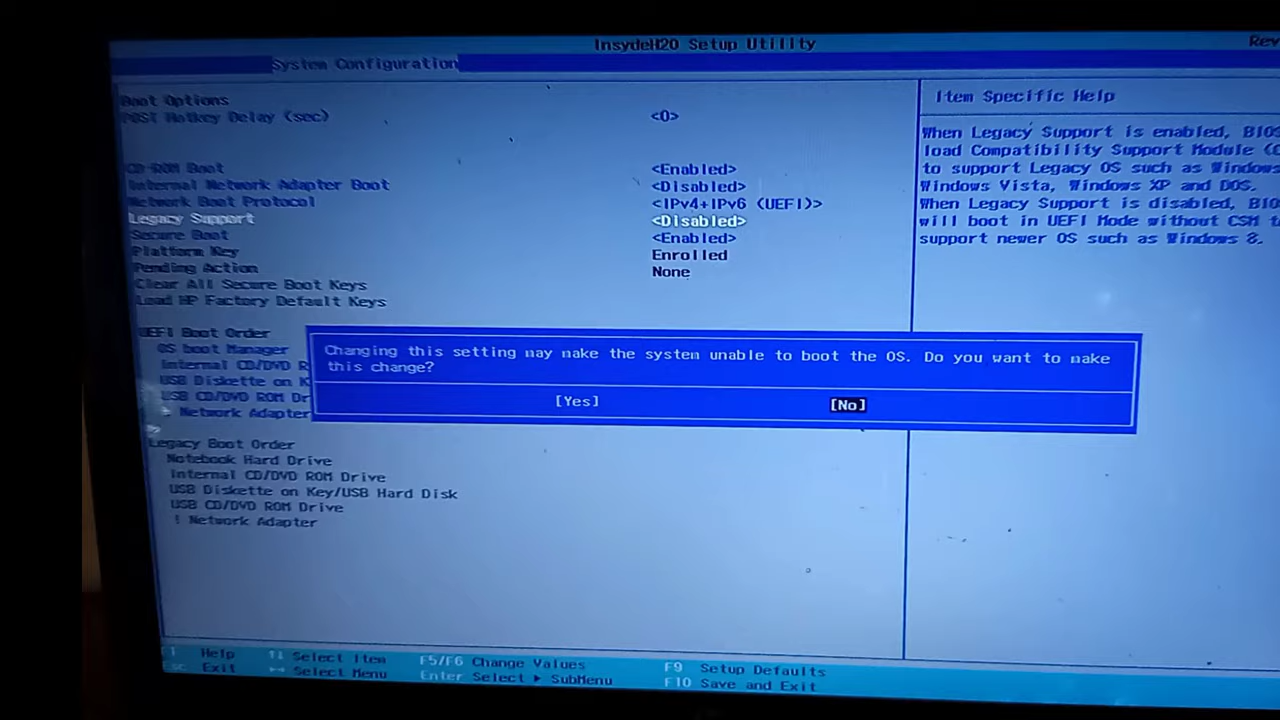 InsydeH20 Setup Utility Rev
System Configuration
Boot Options
POST Hotkey Delay (sec) <0>
CD-ROM Boot <Enabled>
Internal Network Adapter Boot <Disabled>
Network Boot Protocol <IPv4+IPv6 (UEFI)>
Legacy Support <Disabled>
Secure Boot <Enabled>
Platform Key Enrolled
Pending Action None
Clear All Secure Boot Keys
Load HP Factory Default Keys
UEFI Boot Order
OS boot Manager
Internal CD/DVD R
USB Diskette on K
USB CD/DVD ROM Dr
! Network Adapter
Legacy Boot Order
Notebook Hard Drive
Internal CD/DVD ROM Drive
USB Diskette on Key/USB Hard Disk
USB CD/DVD ROM Drive
! Network Adapter
Changing this setting may make the system unable to boot the OS. Do you want to make
this change?
[Yes] [No]
Item Specific Help
When Legacy Support is enabled, BIOS
load Compatibility Support Module (C
to support Legacy OS such as Windows
Windows Vista, Windows XP and DOS.
When Legacy Support is disabled, BIO
will boot in UEFI Mode without CSM t
support newer OS such as Windows 8.
F1 Help ↑↓ Select Item F5/F6 Change Values F9 Setup Defaults
Esc Exit ←→ Select Menu Enter Select ▶ SubMenu F10 Save and Exit